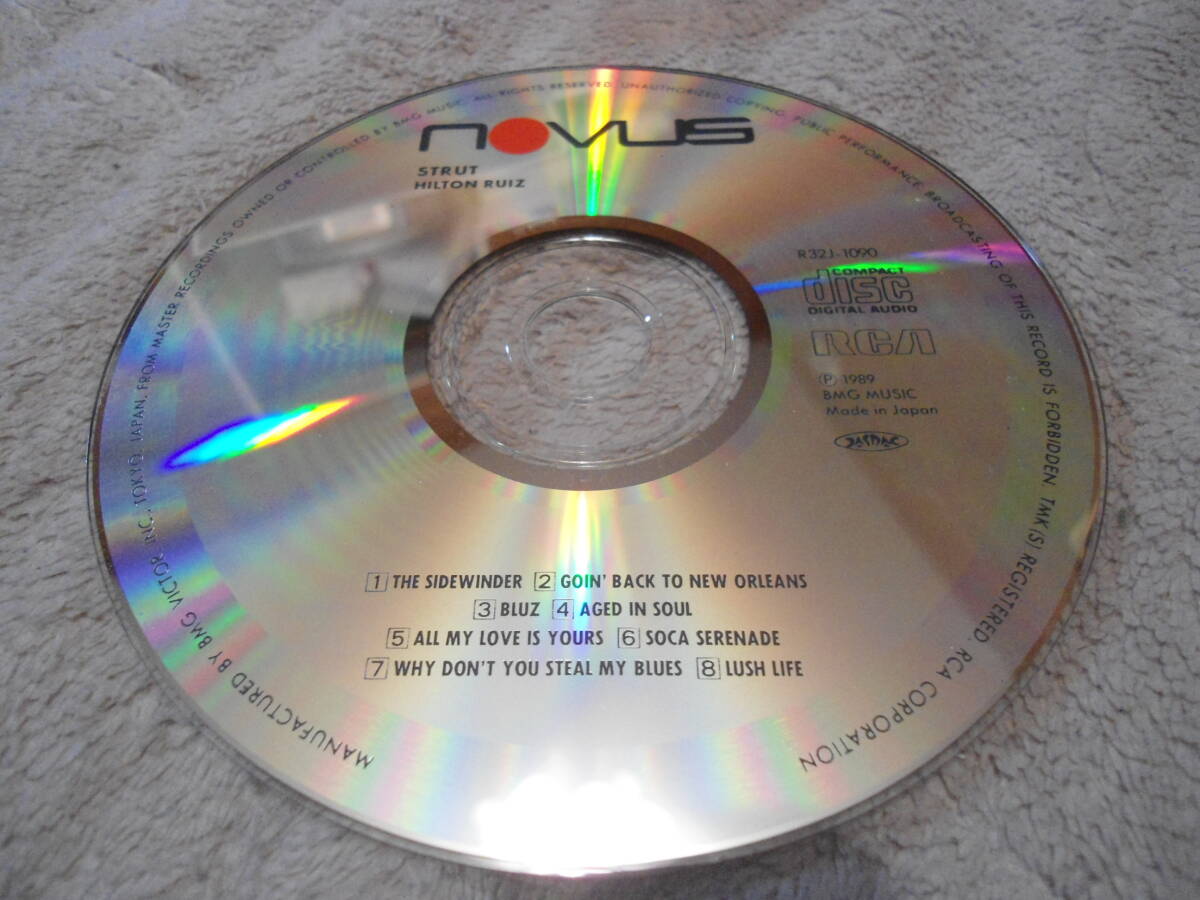 novus
STRUT
HILTON RUIZ
R32J-1090
COMPACT
disc
DIGITAL AUDIO
RCA
Ⓟ 1989
BMG MUSIC
Made in Japan
JASRAC
1 THE SIDEWINDER 2 GOIN' BACK TO NEW ORLEANS
3 BLUZ 4 AGED IN SOUL
5 ALL MY LOVE IS YOURS 6 SOCA SERENADE
7 WHY DON'T YOU STEAL MY BLUES 8 LUSH LIFE
MANUFACTURED BY BMG VICTOR, INC., TOKYO, JAPAN, FROM MASTER RECORDINGS OWNED OR CONTROLLED BY BMG MUSIC. ALL RIGHTS RESERVED. UNAUTHORIZED COPYING, PUBLIC PERFORMANCE, BROADCASTING OF THIS RECORD IS FORBIDDEN. TMK(S) REGISTERED. RCA CORPORATION